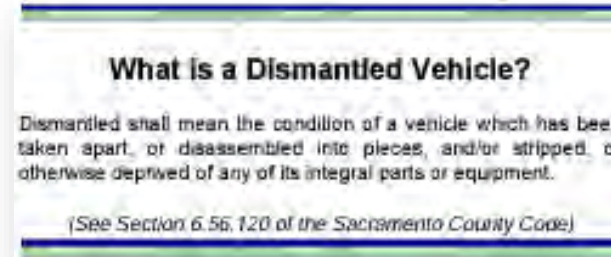 What is a Dismantled Vehicle?
Dismantled shall mean the condition of a vehicle which has bee
taken apart, or disassembled into pieces, and/or stripped, o
otherwise deprived of any of its integral parts or equipment.
(See Section 6.56.120 of the Sacramento County Code)